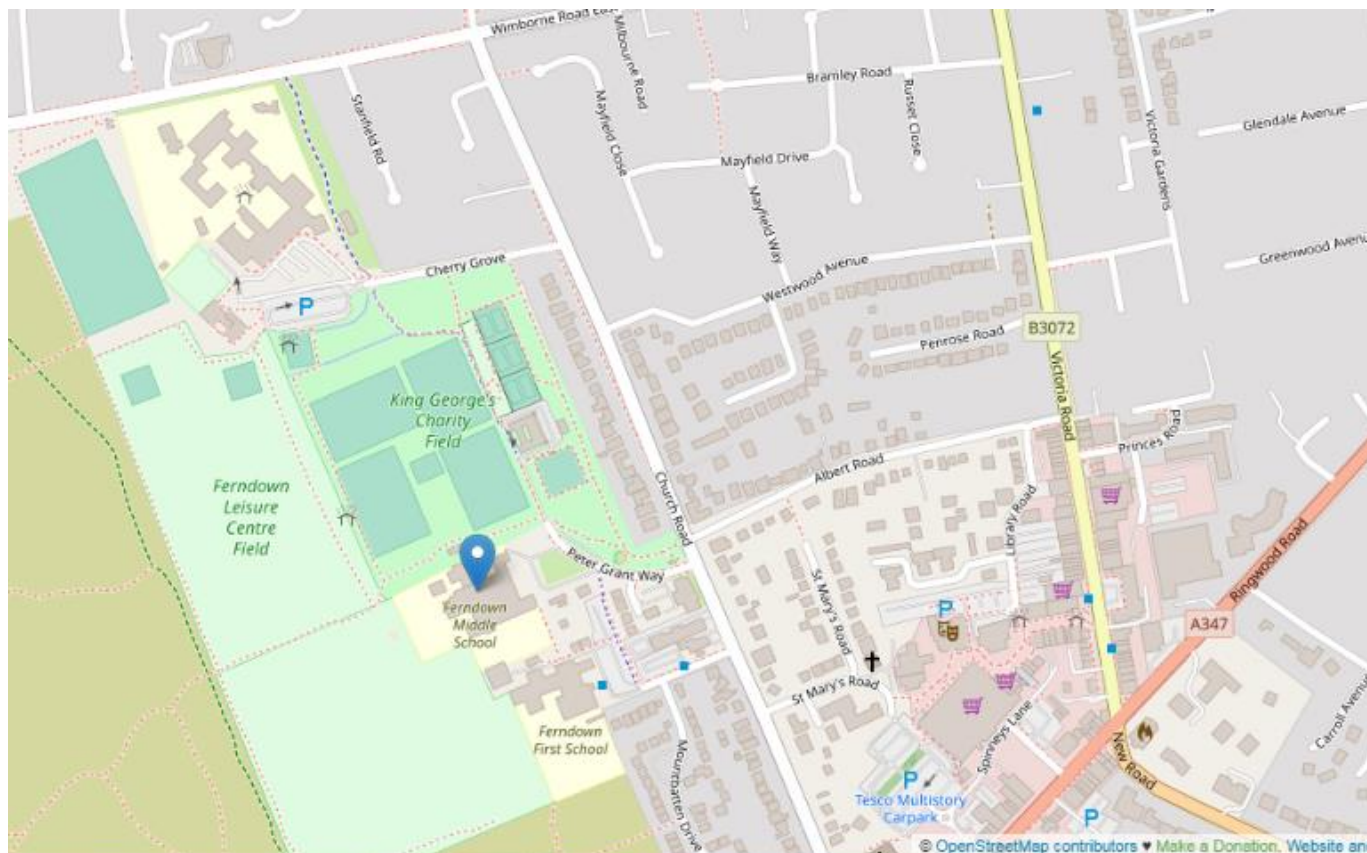 Wimborne Road East
Milbourne Road
Stanfield Rd
Mayfield Close
Bramley Road
Russet Close
Mayfield Drive
Mayfield Way
Victoria Gardens
Glendale Avenue
Greenwood Avenu
Cherry Grove
P
Westwood Avenue
Penrose Road
B3072
Victoria Road
King George's
Charity
Field
Princes Roa
Albert Road
Church Road
Library Road
Ferndown
Leisure
Centre
Field
Ringwood Road
A347
Peter Grant Way
Ferndown
Middle
School
St Mary's Road
P
St Mary's Road
Ferndown
First School
Mountbatten Drive
Spinneys Lane
New Road
Carroll Avenue
P
Tesco Multistory
Carpark
P
© OpenStreetMap contributors ♥ Make a Donation. Website an